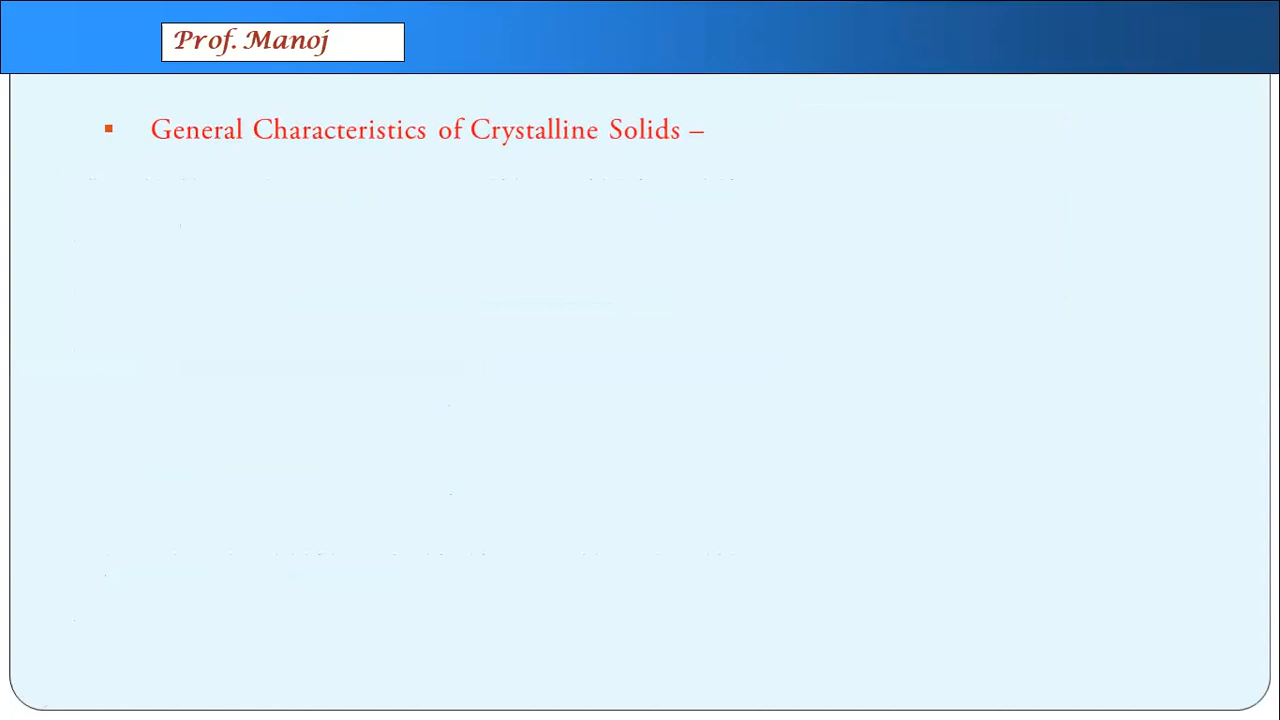 Prof. Manoj
▪ General Characteristics of Crystalline Solids –